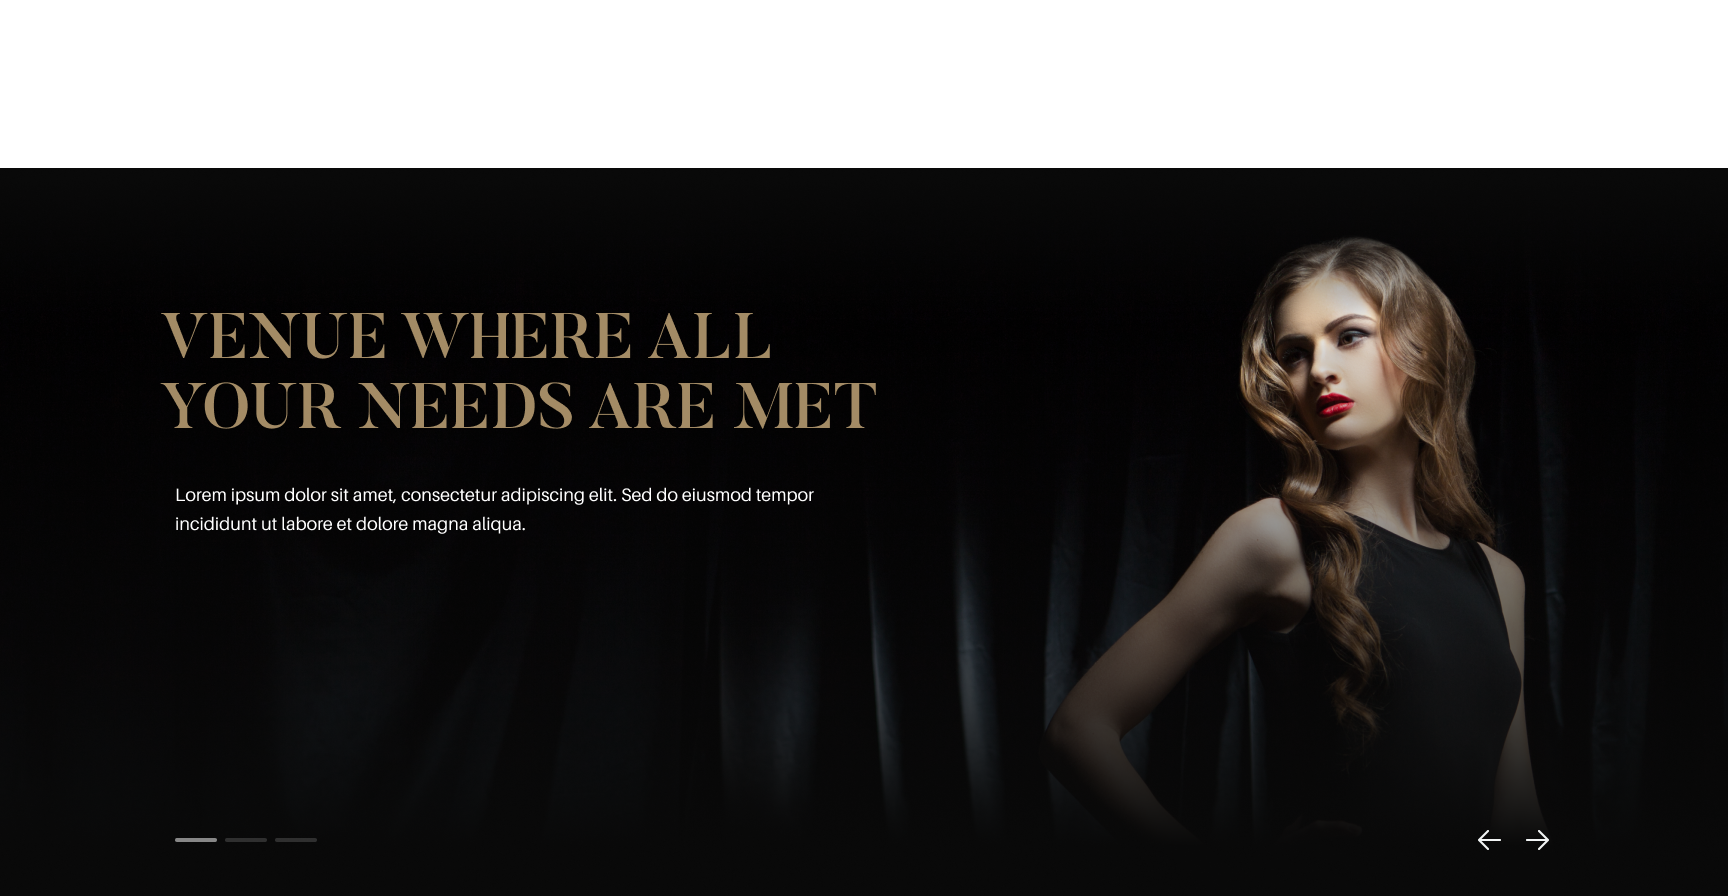 VENUE WHERE ALL
YOUR NEEDS ARE MET
Lorem ipsum dolor sit amet, consectetur adipiscing elit. Sed do eiusmod tempor
incididunt ut labore et dolore magna aliqua.